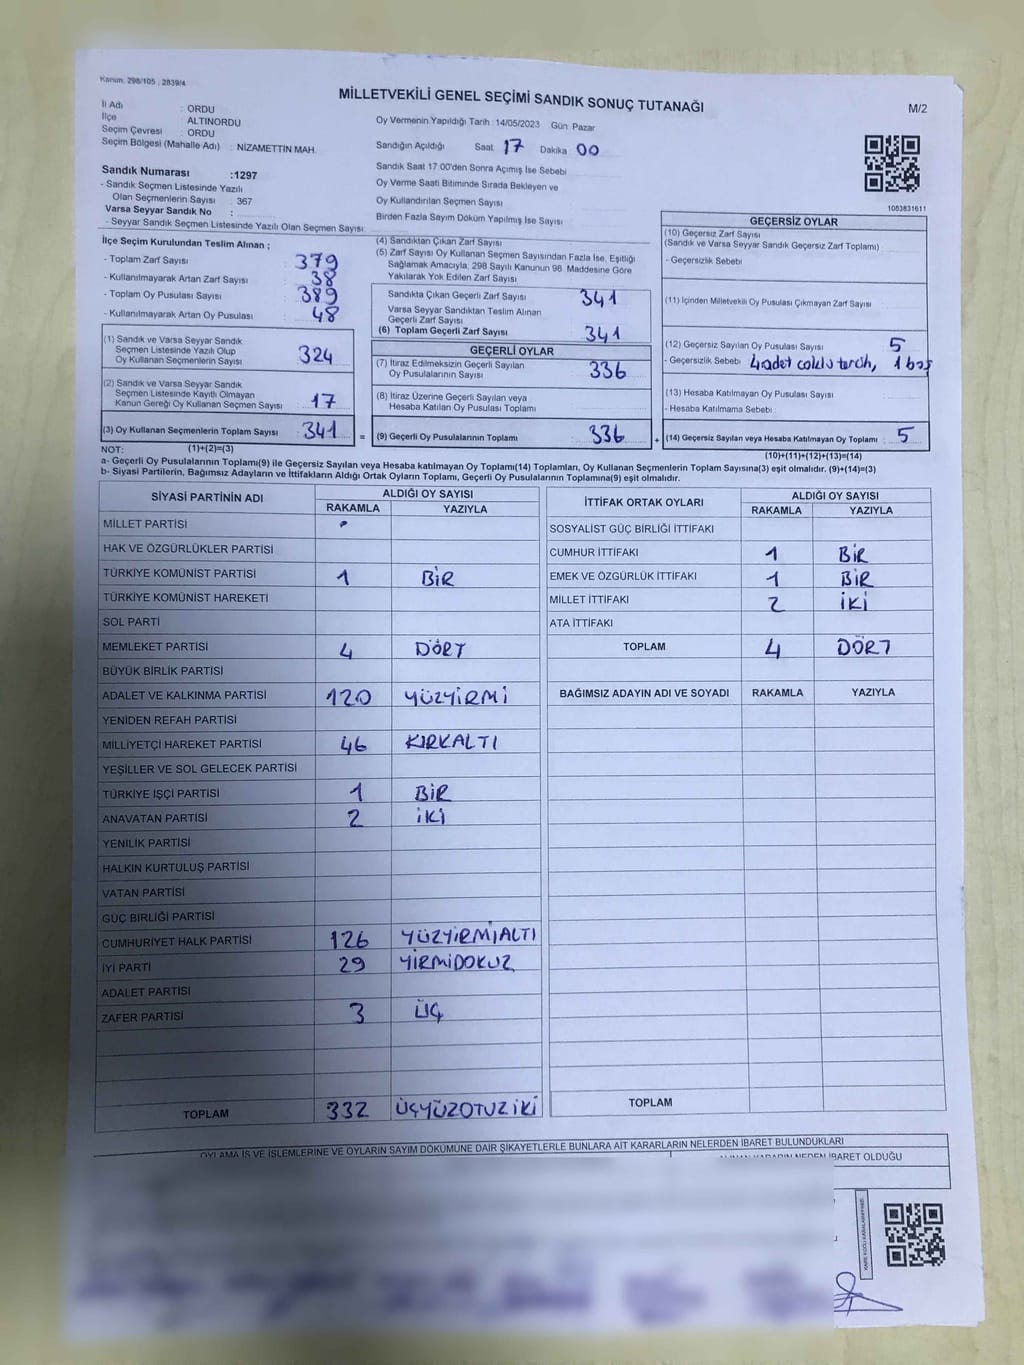 Kanun: 298/105 , 2839/4
MİLLETVEKİLİ GENEL SEÇİMİ SANDIK SONUÇ TUTANAĞI
M/2
İl Adı : ORDU
İlçe ALTINORDU
Seçim Çevresi : ORDU
Seçim Bölgesi (Mahalle Adı) : NİZAMETTİN MAH.
Sandık Numarası :1297
- Sandık Seçmen Listesinde Yazılı
Olan Seçmenlerin Sayısı : 367
Varsa Seyyar Sandık No :
- Seyyar Sandık Seçmen Listesinde Yazılı Olan Seçmen Sayısı
Oy Vermenin Yapıldığı Tarih :14/05/2023 Gün: Pazar
Sandığın Açıldığı Saat 17 Dakika 00
Sandık Saat 17:00'den Sonra Açımış İse Sebebi
Oy Verme Saati Bitiminde Sırada Bekleyen ve
Oy Kullandırılan Seçmen Sayısı
Birden Fazla Sayım Döküm Yapılmış İse Sayısı
1083831611
İlçe Seçim Kurulundan Teslim Alınan ;
- Toplam Zarf Sayısı : 379
- Kullanılmayarak Artan Zarf Sayısı : 38
- Toplam Oy Pusulası Sayısı : 389
- Kullanılmayarak Artan Oy Pusulası : 48
(1) Sandık ve Varsa Seyyar Sandık
Seçmen Listesinde Yazılı Olup
Oy Kullanan Seçmenlerin Sayısı : 324
(2) Sandık ve Varsa Seyyar Sandık
Seçmen Listesinde Kayıtlı Olmayan
Kanun Gereği Oy Kullanan Seçmen Sayısı : 17
(3) Oy Kullanan Seçmenlerin Toplam Sayısı : 341
(1)+(2)=(3)
(4) Sandıktan Çıkan Zarf Sayısı
(5) Zarf Sayısı Oy Kullanan Seçmen Sayısından Fazla İse, Eşitliği
Sağlamak Amacıyla, 298 Sayılı Kanunun 98. Maddesine Göre
Yakılarak Yok Edilen Zarf Sayısı
Sandıkta Çıkan Geçerli Zarf Sayısı : 341
Varsa Seyyar Sandıktan Teslim Alınan
Geçerli Zarf Sayısı
(6) Toplam Geçerli Zarf Sayısı : 341
GEÇERLİ OYLAR
(7) İtiraz Edilmeksizin Geçerli Sayılan
Oy Pusulalarının Sayısı : 336
(8) İtiraz Üzerine Geçerli Sayılan veya
Hesaba Katılan Oy Pusulası Toplamı :
= (9) Geçerli Oy Pusulalarının Toplamı : 336 +
GEÇERSİZ OYLAR
(10) Geçersiz Zarf Sayısı
(Sandık ve Varsa Seyyar Sandık Geçersiz Zarf Toplamı)
- Geçersizlik Sebebi
(11) İçinden Milletvekili Oy Pusulası Çıkmayan Zarf Sayısı
(12) Geçersiz Sayılan Oy Pusulası Sayısı : 5
- Geçersizlik Sebebi 4 adet çoklu tercih, 1 boş
(13) Hesaba Katılmayan Oy Pusulası Sayısı
- Hesaba Katılmama Sebebi :
(14) Geçersiz Sayılan veya Hesaba Katılmayan Oy Toplamı : 5
(10)+(11)+(12)+(13)=(14)
NOT:
a- Geçerli Oy Pusulalarının Toplamı(9) ile Geçersiz Sayılan veya Hesaba katılmayan Oy Toplamı(14) Toplamları, Oy Kullanan Seçmenlerin Toplam Sayısına(3) eşit olmalıdır. (9)+(14)=(3)
b- Siyasi Partilerin, Bağımsız Adayların ve İttifakların Aldığı Ortak Oyların Toplamı, Geçerli Oy Pusulalarının Toplamına(9) eşit olmalıdır.
SİYASİ PARTİNİN ADI ALDIĞI OY SAYISI
RAKAMLA YAZIYLA
MİLLET PARTİSİ
HAK VE ÖZGÜRLÜKLER PARTİSİ
TÜRKİYE KOMÜNİST PARTİSİ 1 BİR
TÜRKİYE KOMÜNİST HAREKETİ
SOL PARTİ
MEMLEKET PARTİSİ 4 DÖRT
BÜYÜK BİRLİK PARTİSİ
ADALET VE KALKINMA PARTİSİ 120 YÜZYİRMİ
YENİDEN REFAH PARTİSİ
MİLLİYETÇİ HAREKET PARTİSİ 46 KIRKALTI
YEŞİLLER VE SOL GELECEK PARTİSİ
TÜRKİYE İŞÇİ PARTİSİ 1 BİR
ANAVATAN PARTİSİ 2 İKİ
YENİLİK PARTİSİ
HALKIN KURTULUŞ PARTİSİ
VATAN PARTİSİ
GÜÇ BİRLİĞİ PARTİSİ
CUMHURİYET HALK PARTİSİ 126 YÜZYİRMİALTI
İYİ PARTİ 29 YİRMİDOKUZ
ADALET PARTİSİ
ZAFER PARTİSİ 3 ÜÇ
TOPLAM 332 ÜÇYÜZOTUZİKİ
İTTİFAK ORTAK OYLARI ALDIĞI OY SAYISI
RAKAMLA YAZIYLA
SOSYALİST GÜÇ BİRLİĞİ İTTİFAKI
CUMHUR İTTİFAKI 1 BİR
EMEK VE ÖZGÜRLÜK İTTİFAKI 1 BİR
MİLLET İTTİFAKI 2 İKİ
ATA İTTİFAKI
TOPLAM 4 DÖRT
BAĞIMSIZ ADAYIN ADI VE SOYADI RAKAMLA YAZIYLA
TOPLAM
OYLAMA İŞ VE İŞLEMLERİNE VE OYLARIN SAYIM DÖKÜMÜNE DAİR ŞİKAYETLERLE BUNLARA AİT KARARLARIN NELERDEN İBARET BULUNDUKLARI
ALINAN KARARIN NEDEN İBARET OLDUĞU